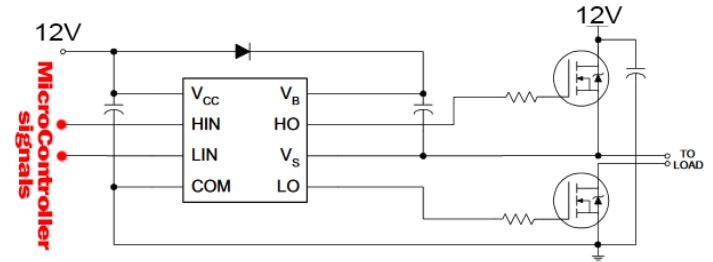 12V
12V
MicroController
signals
VCC
VB
HIN
HO
LIN
VS
COM
LO
TO
LOAD